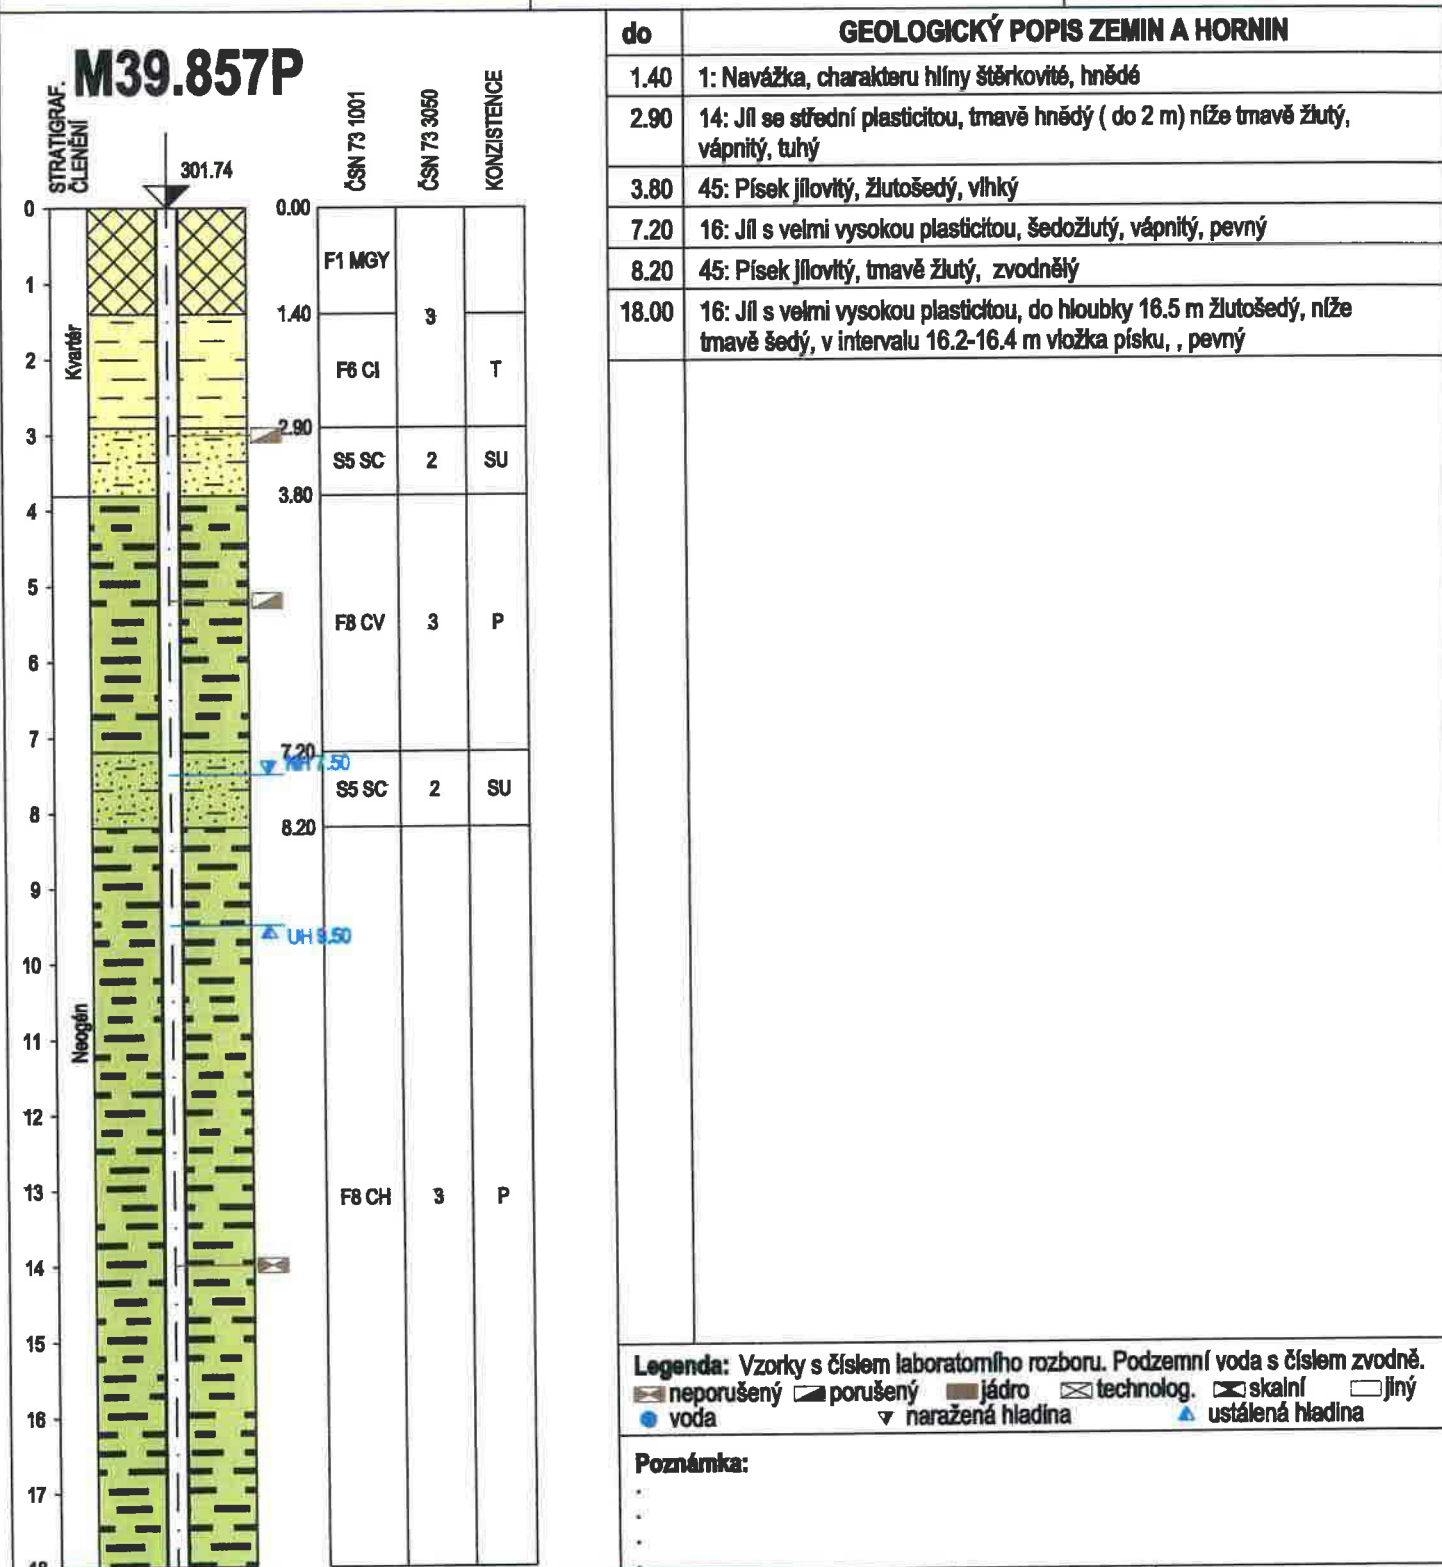 M39.857P
STRATIGRAF.
ČLENĚNÍ
301.74
ČSN 73 1001
ČSN 73 3050
KONZISTENCE
do
GEOLOGICKÝ POPIS ZEMIN A HORNIN
1.40
1: Navážka, charakteru hlíny štěrkovité, hnědé
2.90
14: Jíl se střední plasticitou, tmavě hnědý ( do 2 m) níže tmavě žlutý,
vápnitý, tuhý
3.80
45: Písek jílovitý, žlutošedý, vlhký
7.20
16: Jíl s velmi vysokou plasticitou, šedožlutý, vápnitý, pevný
8.20
45: Písek jílovitý, tmavě žlutý, zvodnělý
18.00
16: Jíl s velmi vysokou plasticitou, do hloubky 16.5 m žlutošedý, níže
tmavě šedý, v intervalu 16.2-16.4 m vložka písku, , pevný
0
1
2
3
4
5
6
7
8
9
10
11
12
13
14
15
16
17
18
Kvartér
Neogén
0.00
1.40
2.90
3.80
7.20
NH 7.50
8.20
UH 9.50
F1 MGY
3
F6 CI
T
S5 SC
2
SU
F8 CV
3
P
S5 SC
2
SU
F8 CH
3
P
Legenda: Vzorky s číslem laboratorního rozboru. Podzemní voda s číslem zvodně.
neporušený porušený jádro technolog. skalní jiný
voda naražená hladina ustálená hladina
Poznámka:
.
.
.